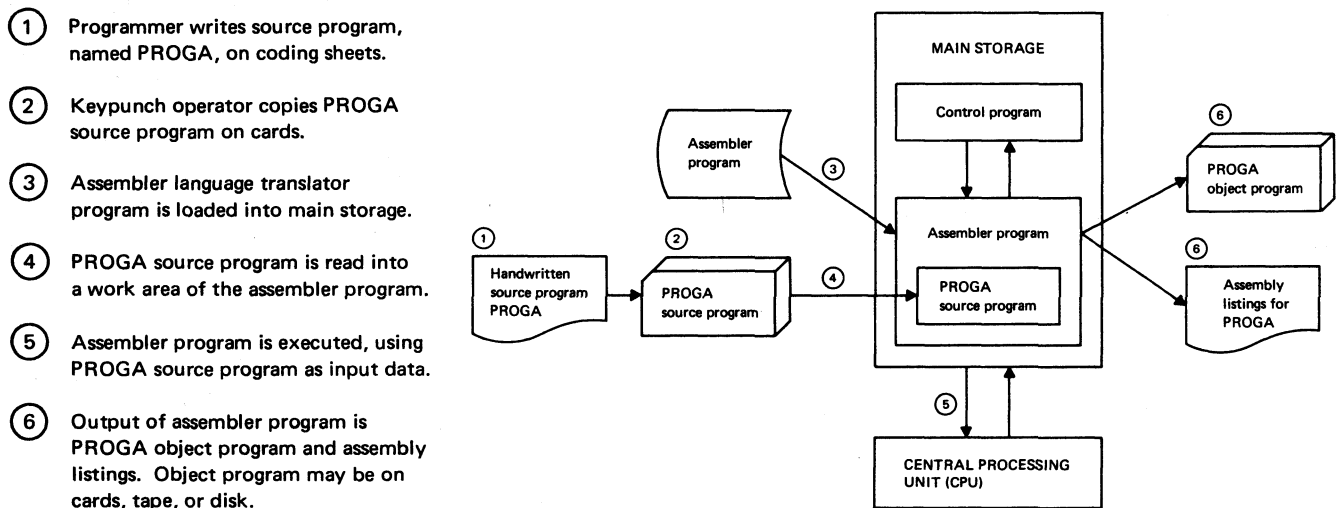 1
Programmer writes source program,
named PROGA, on coding sheets.
2
Keypunch operator copies PROGA
source program on cards.
3
Assembler language translator
program is loaded into main storage.
4
PROGA source program is read into
a work area of the assembler program.
5
Assembler program is executed, using
PROGA source program as input data.
6
Output of assembler program is
PROGA object program and assembly
listings. Object program may be on
cards, tape, or disk.
MAIN STORAGE
Control program
Assembler
program
3
Assembler program
PROGA
source program
1
Handwritten
source program
PROGA
2
PROGA
source program
4
6
PROGA
object program
6
Assembly
listings for
PROGA
5
CENTRAL PROCESSING
UNIT (CPU)